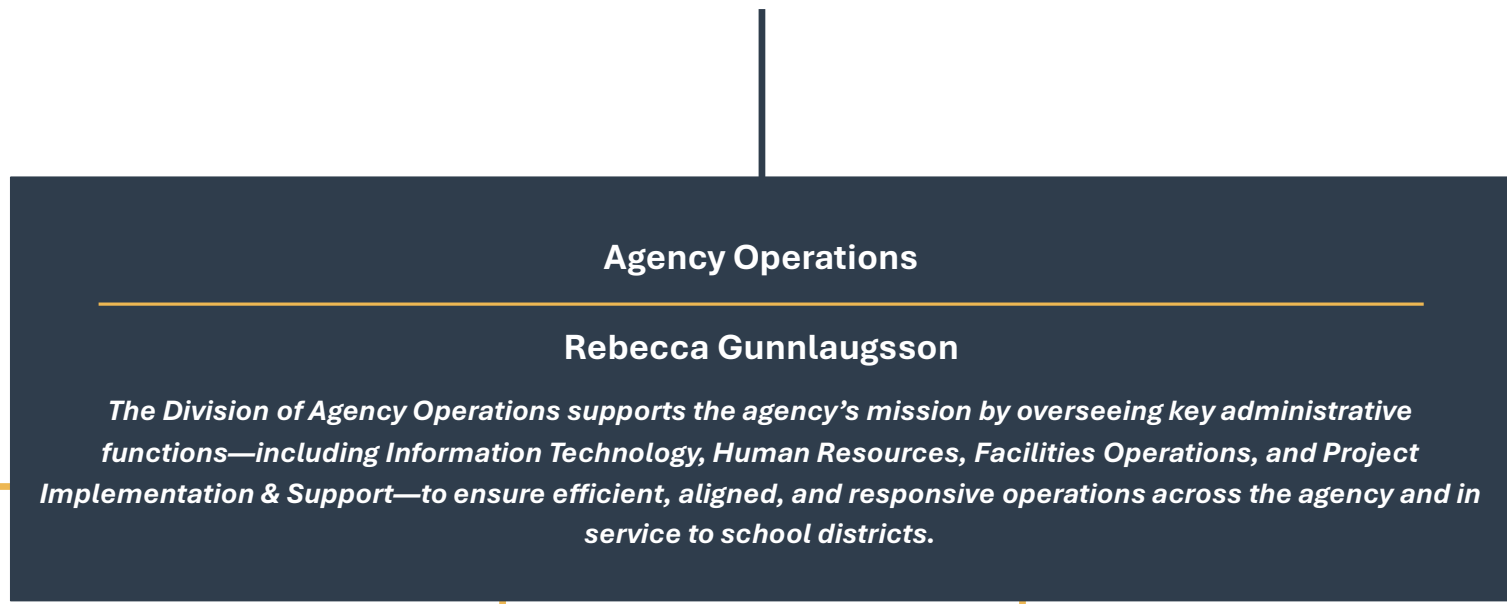 Agency Operations
Rebecca Gunnlaugsson
The Division of Agency Operations supports the agency’s mission by overseeing key administrative
functions—including Information Technology, Human Resources, Facilities Operations, and Project
Implementation & Support—to ensure efficient, aligned, and responsive operations across the agency and in
service to school districts.